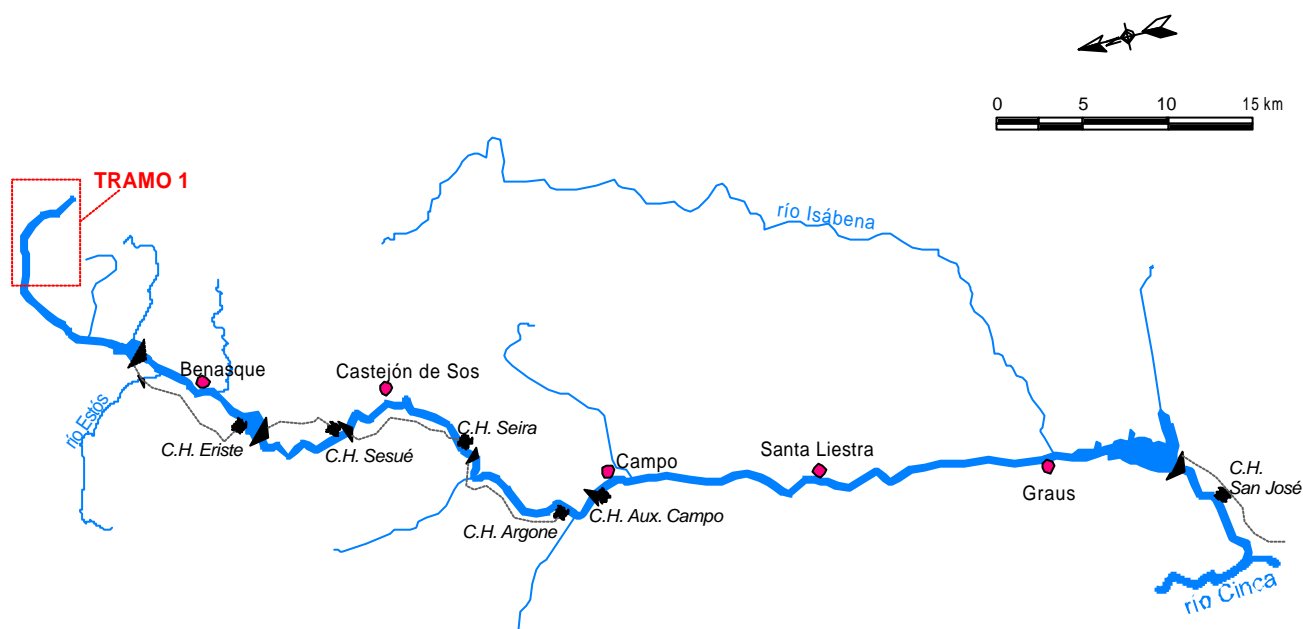 0 5 10 15 km
TRAMO 1
río Isábena
Benasque
Castejón de Sos
río Estós
C.H. Eriste
C.H. Sesué
C.H. Seira
Campo
Santa Liestra
C.H. Argone
C.H. Aux. Campo
Graus
C.H.
San José
río Cinca